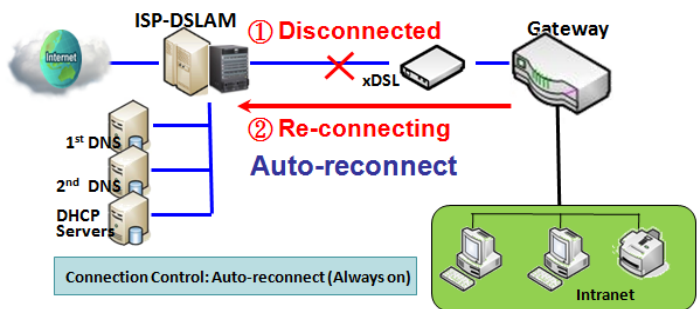 ISP-DSLAM
① Disconnected
Gateway
Internet
xDSL
1st DNS
② Re-connecting
Auto-reconnect
2nd DNS
DHCP
Servers
Connection Control: Auto-reconnect (Always on)
Intranet